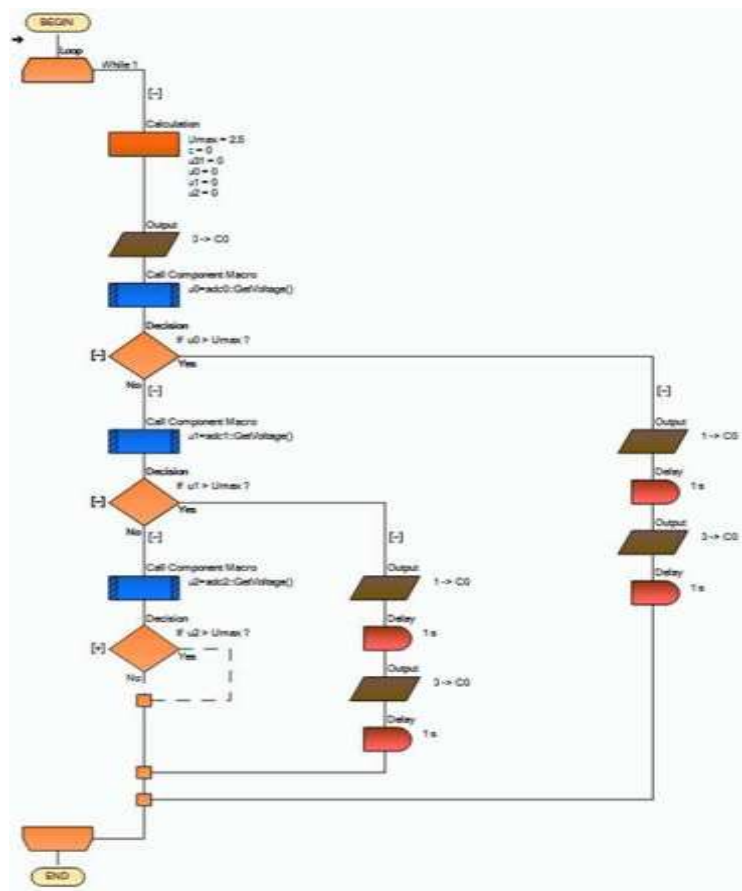 BEGIN
Loop
While 1
[–]
Calculation
Umax = 2.5
c = 0
u01 = 0
u0 = 0
u1 = 0
u2 = 0
Output
-> C0
Call Component Macro
u0=adc0::GetVoltage()
Decision
If u0 > Umax ?
[–]
Yes
No
[–]
[–]
Call Component Macro
u1=adc1::GetVoltage()
Output
1 -> C0
Decision
If u1 > Umax ?
[–]
Yes
Delay
1 s
No
[–]
[–]
Output
-> C0
Call Component Macro
u2=adc2::GetVoltage()
Output
1 -> C0
Delay
1 s
Decision
If u2 > Umax ?
[+]
Yes
Delay
1 s
No
Output
-> C0
Delay
1 s
END